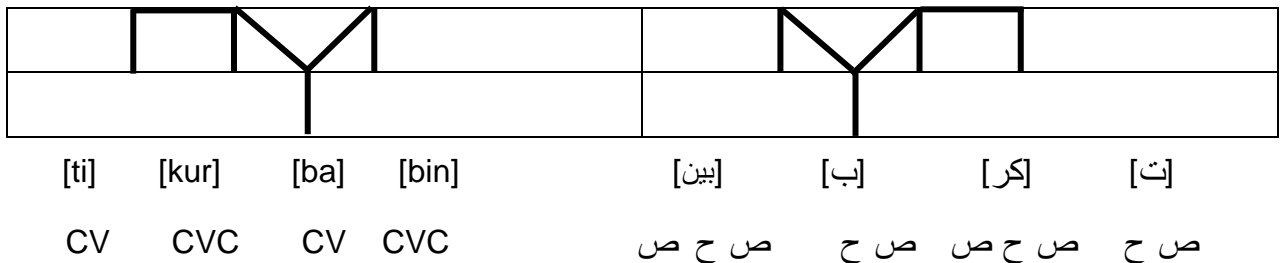 [ti] [kur] [ba] [bin] [ت] [كر] [ب] [بين]
CV CVC CV CVC ص ح ص ح ص ص ح ص ح ص